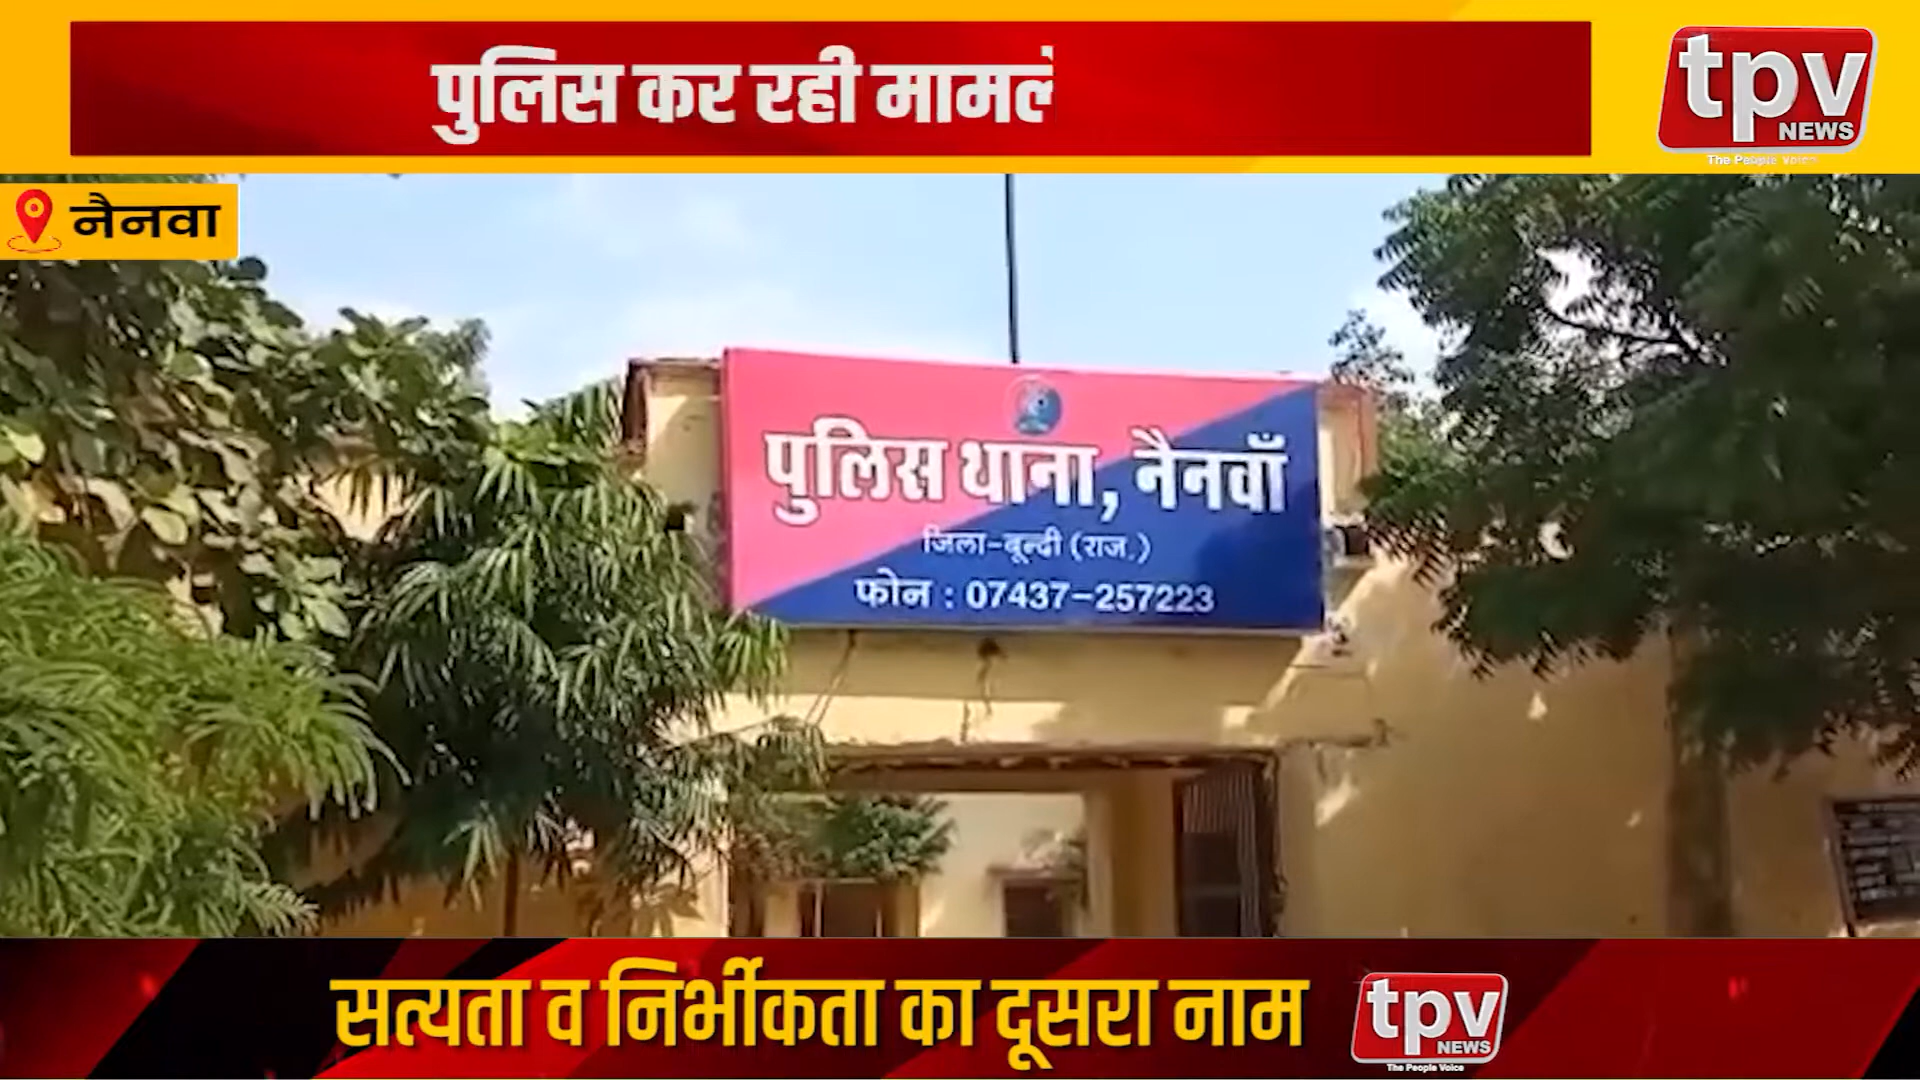 पुलिस कर रही मामले
tpv
NEWS
The People Voice
नैनवा
पुलिस थाना, नैनवाँ
जिला-बून्दी (राज.)
फोन : 07437-257223
सत्यता व निर्भीकता का दूसरा नाम
tpv
NEWS
The People Voice